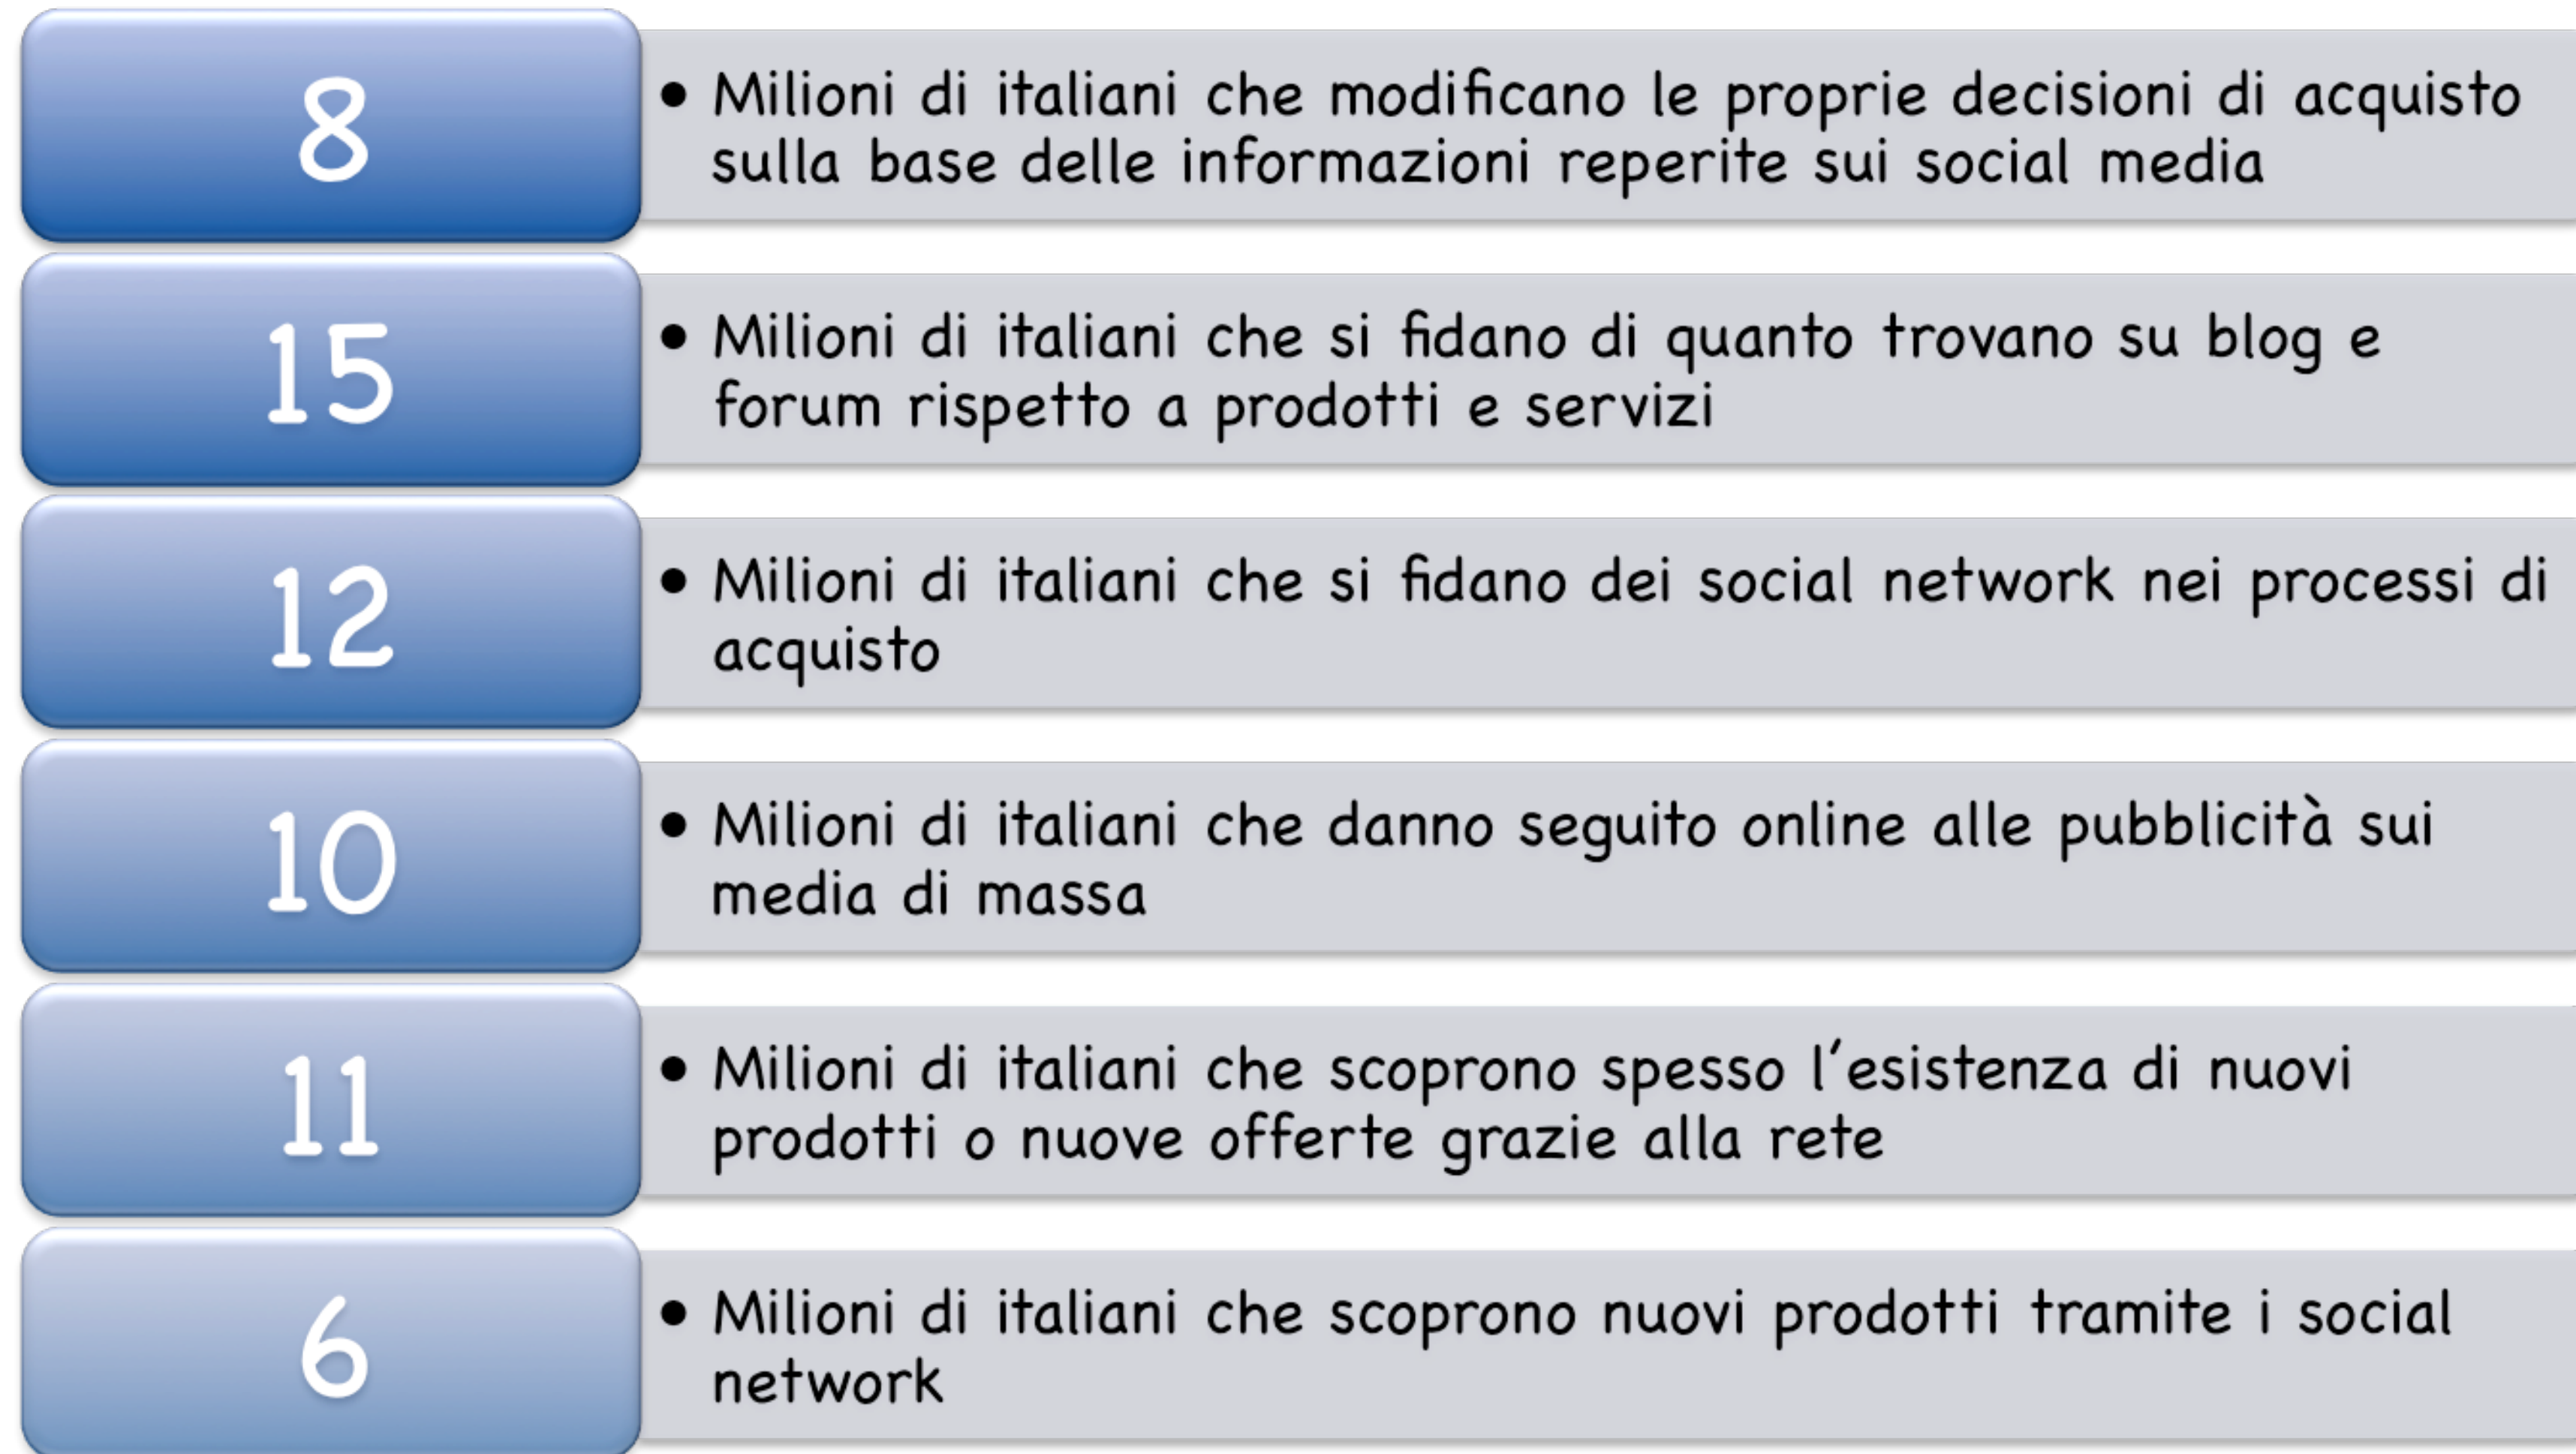 8
• Milioni di italiani che modificano le proprie decisioni di acquisto
sulla base delle informazioni reperite sui social media
15
• Milioni di italiani che si fidano di quanto trovano su blog e
forum rispetto a prodotti e servizi
12
• Milioni di italiani che si fidano dei social network nei processi di
acquisto
10
• Milioni di italiani che danno seguito online alle pubblicità sui
media di massa
11
• Milioni di italiani che scoprono spesso l'esistenza di nuovi
prodotti o nuove offerte grazie alla rete
6
• Milioni di italiani che scoprono nuovi prodotti tramite i social
network